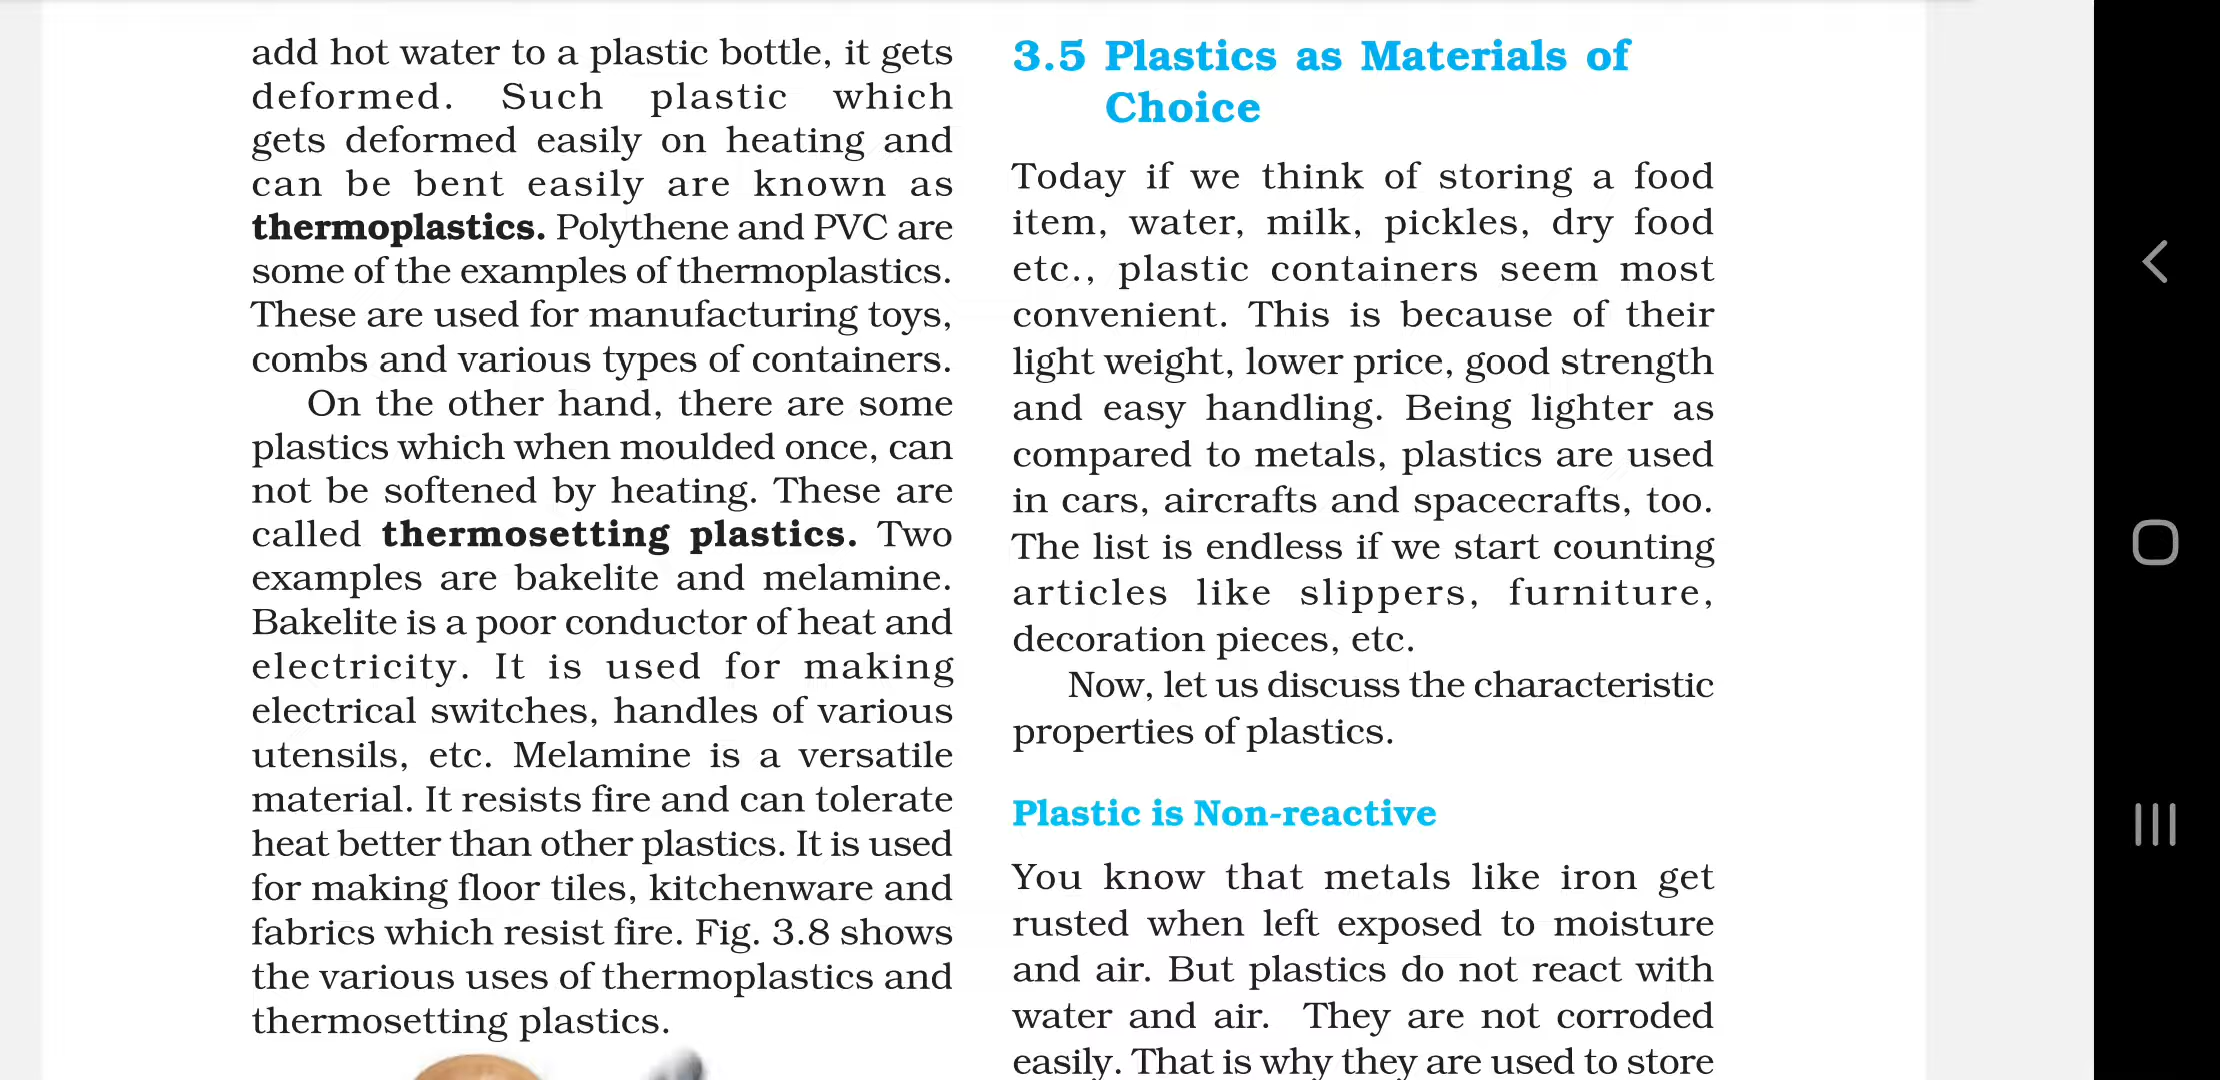 add hot water to a plastic bottle, it gets
deformed. Such plastic which
gets deformed easily on heating and
can be bent easily are known as
thermoplastics. Polythene and PVC are
some of the examples of thermoplastics.
These are used for manufacturing toys,
combs and various types of containers.
On the other hand, there are some
plastics which when moulded once, can
not be softened by heating. These are
called thermosetting plastics. Two
examples are bakelite and melamine.
Bakelite is a poor conductor of heat and
electricity. It is used for making
electrical switches, handles of various
utensils, etc. Melamine is a versatile
material. It resists fire and can tolerate
heat better than other plastics. It is used
for making floor tiles, kitchenware and
fabrics which resist fire. Fig. 3.8 shows
the various uses of thermoplastics and
thermosetting plastics.
3.5 Plastics as Materials of
Choice
Today if we think of storing a food
item, water, milk, pickles, dry food
etc., plastic containers seem most
convenient. This is because of their
light weight, lower price, good strength
and easy handling. Being lighter as
compared to metals, plastics are used
in cars, aircrafts and spacecrafts, too.
The list is endless if we start counting
articles like slippers, furniture,
decoration pieces, etc.
Now, let us discuss the characteristic
properties of plastics.
Plastic is Non-reactive
You know that metals like iron get
rusted when left exposed to moisture
and air. But plastics do not react with
water and air. They are not corroded
easily. That is why they are used to store